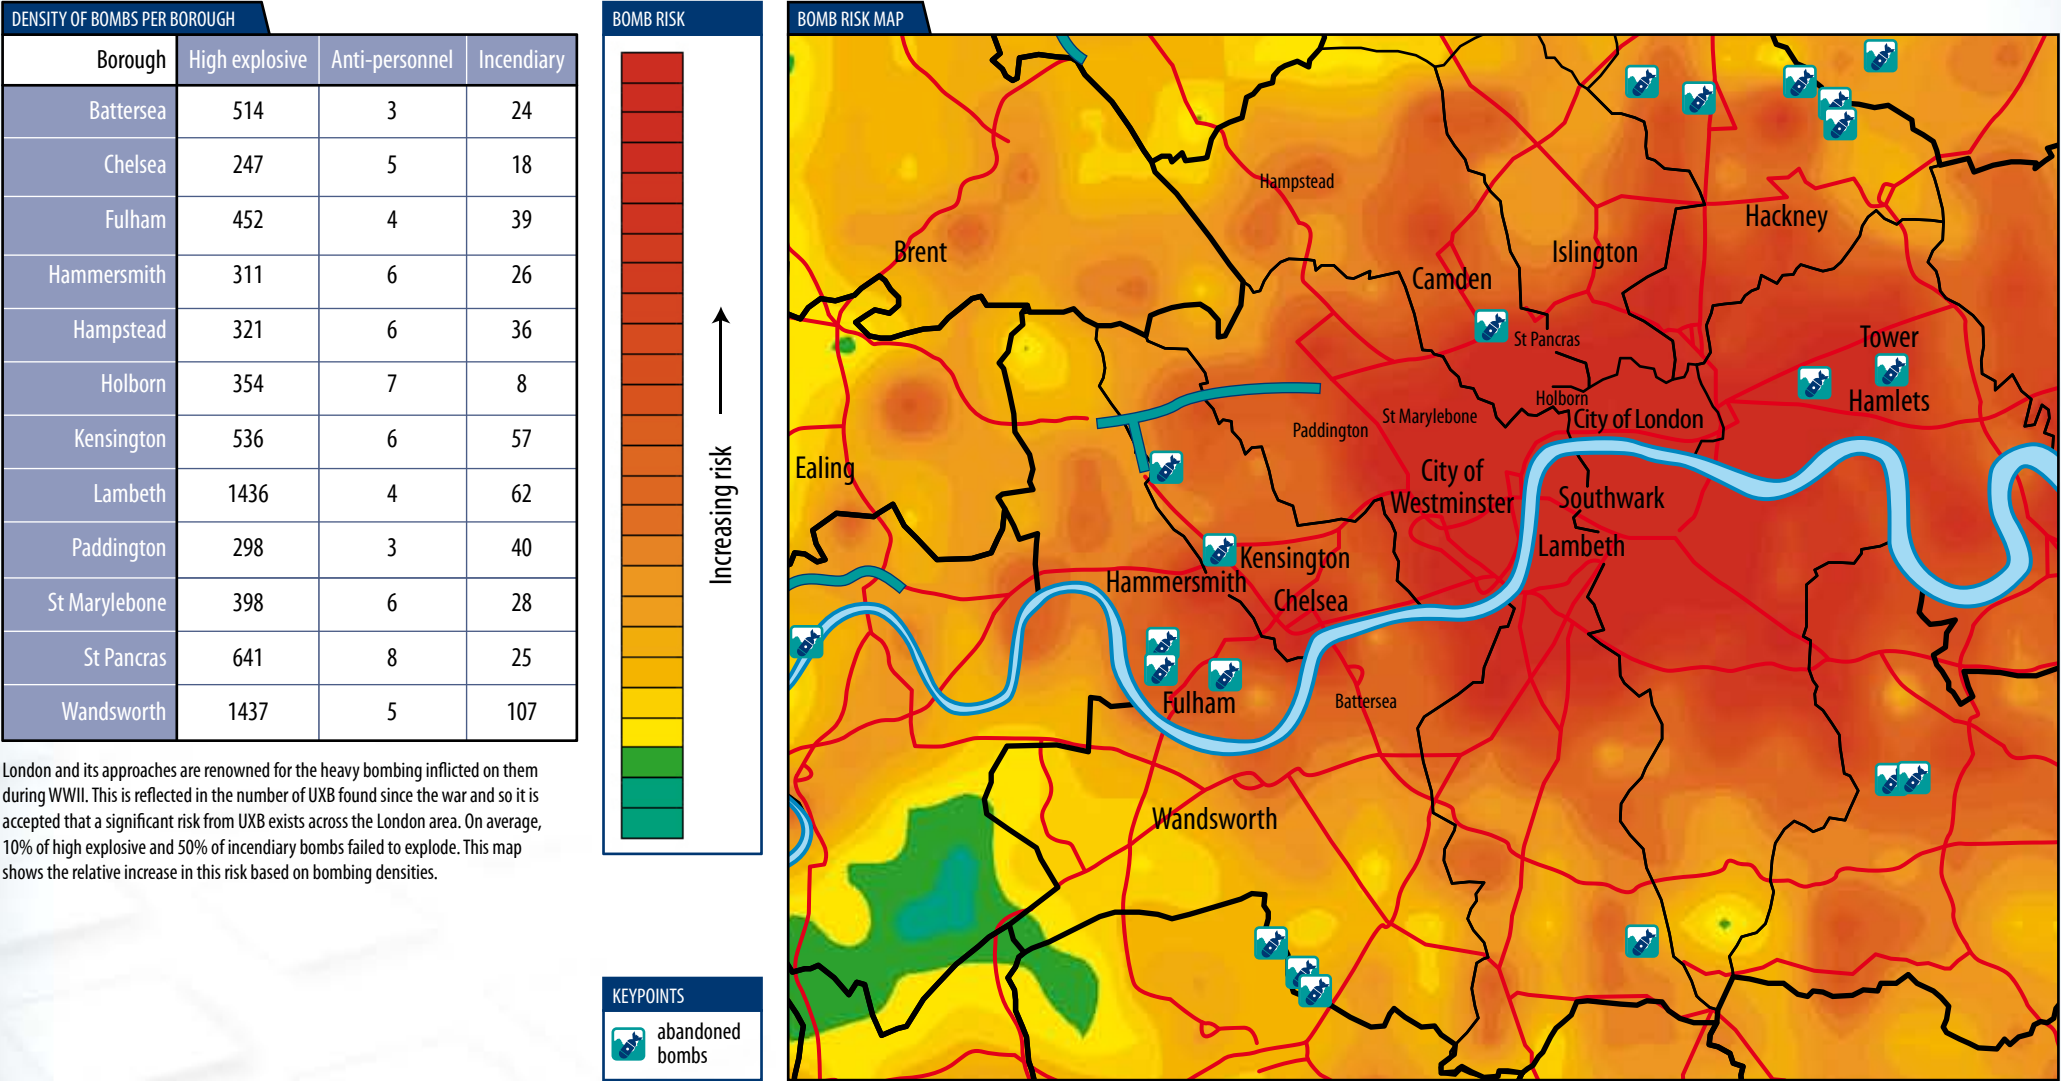 DENSITY OF BOMBS PER BOROUGH
Borough High explosive Anti-personnel Incendiary
Battersea 514 3 24
Chelsea 247 5 18
Fulham 452 4 39
Hammersmith 311 6 26
Hampstead 321 6 36
Holborn 354 7 8
Kensington 536 6 57
Lambeth 1436 4 62
Paddington 298 3 40
St Marylebone 398 6 28
St Pancras 641 8 25
Wandsworth 1437 5 107
London and its approaches are renowned for the heavy bombing inflicted on them
during WWII. This is reflected in the number of UXB found since the war and so it is
accepted that a significant risk from UXB exists across the London area. On average,
10% of high explosive and 50% of incendiary bombs failed to explode. This map
shows the relative increase in this risk based on bombing densities.
BOMB RISK
Increasing risk
KEYPOINTS
abandoned
bombs
BOMB RISK MAP
Hampstead
Hackney
Brent
Islington
Camden
St Pancras
Tower
Hamlets
Holborn
St Marylebone
City of London
Paddington
Ealing
City of
Westminster
Southwark
Lambeth
Kensington
Hammersmith
Chelsea
Fulham
Battersea
Wandsworth